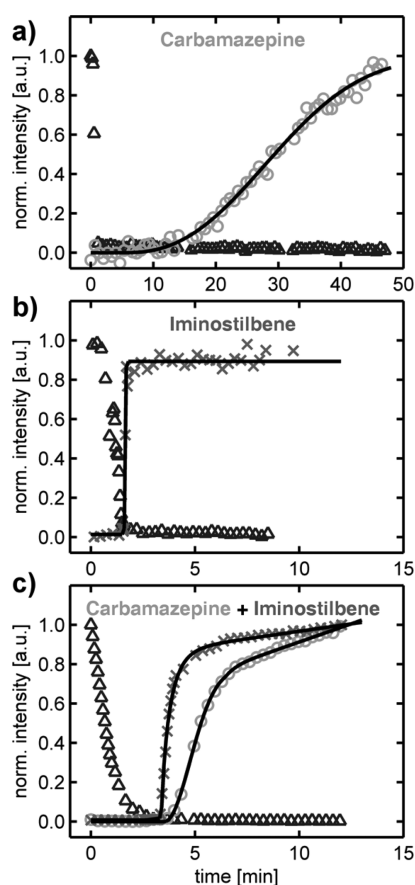 a)
Carbamazepine
norm. intensity [a.u.]
1.0
0.8
0.6
0.4
0.2
0.0
0 10 20 30 40 50
b)
Iminostilbene
norm. intensity [a.u.]
1.0
0.8
0.6
0.4
0.2
0.0
0 5 10 15
c)
Carbamazepine + Iminostilbene
norm. intensity [a.u.]
1.0
0.8
0.6
0.4
0.2
0.0
0 5 10 15
time [min]